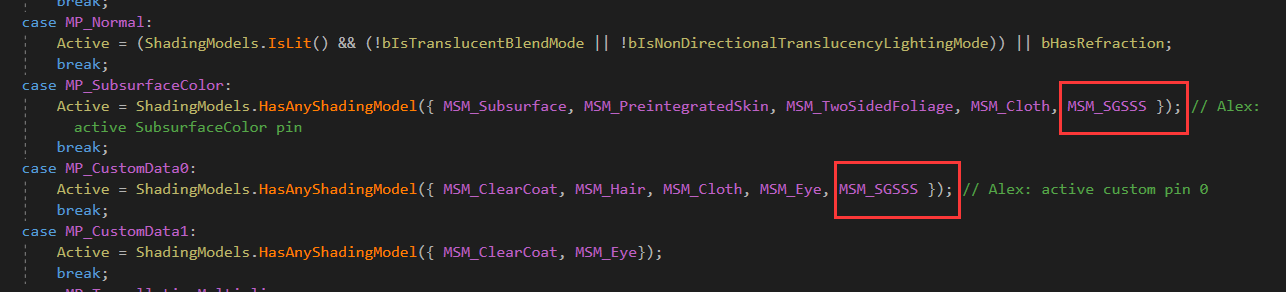 break;
case MP_Normal:
Active = (ShadingModels.IsLit() && (!bIsTranslucentBlendMode || !bIsNonDirectionalTranslucencyLightingMode)) || bHasRefraction;
break;
case MP_SubsurfaceColor:
Active = ShadingModels.HasAnyShadingModel({ MSM_Subsurface, MSM_PreintegratedSkin, MSM_TwoSidedFoliage, MSM_Cloth, MSM_SGSSS }); // Alex:
active SubsurfaceColor pin
break;
case MP_CustomData0:
Active = ShadingModels.HasAnyShadingModel({ MSM_ClearCoat, MSM_Hair, MSM_Cloth, MSM_Eye, MSM_SGSSS }); // Alex: active custom pin 0
break;
case MP_CustomData1:
Active = ShadingModels.HasAnyShadingModel({ MSM_ClearCoat, MSM_Eye});
break;